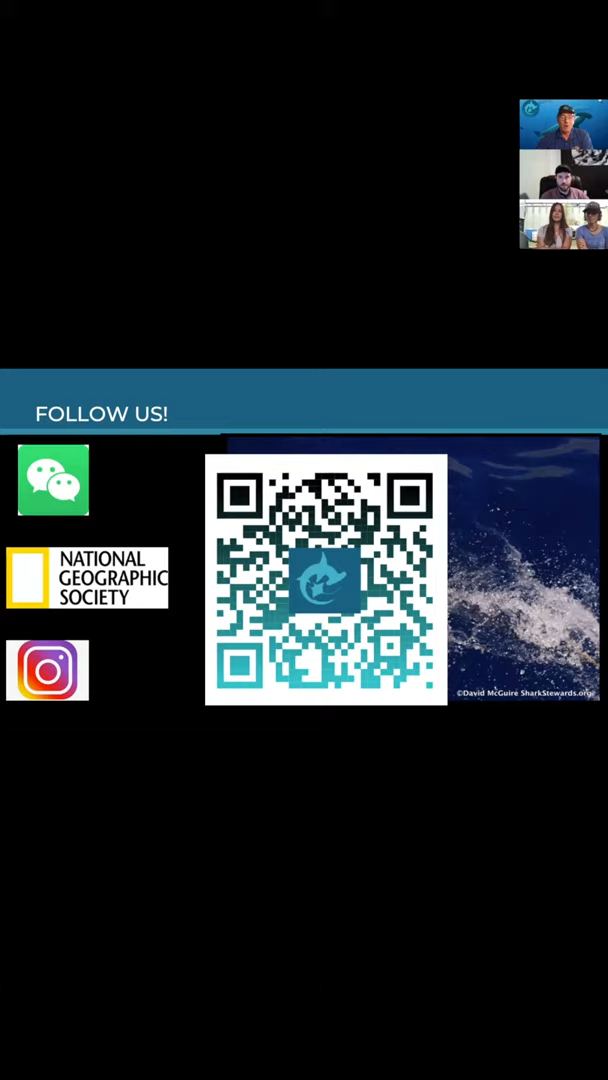 FOLLOW US!
NATIONAL
GEOGRAPHIC
SOCIETY
©David McGuire SharkStewards.org